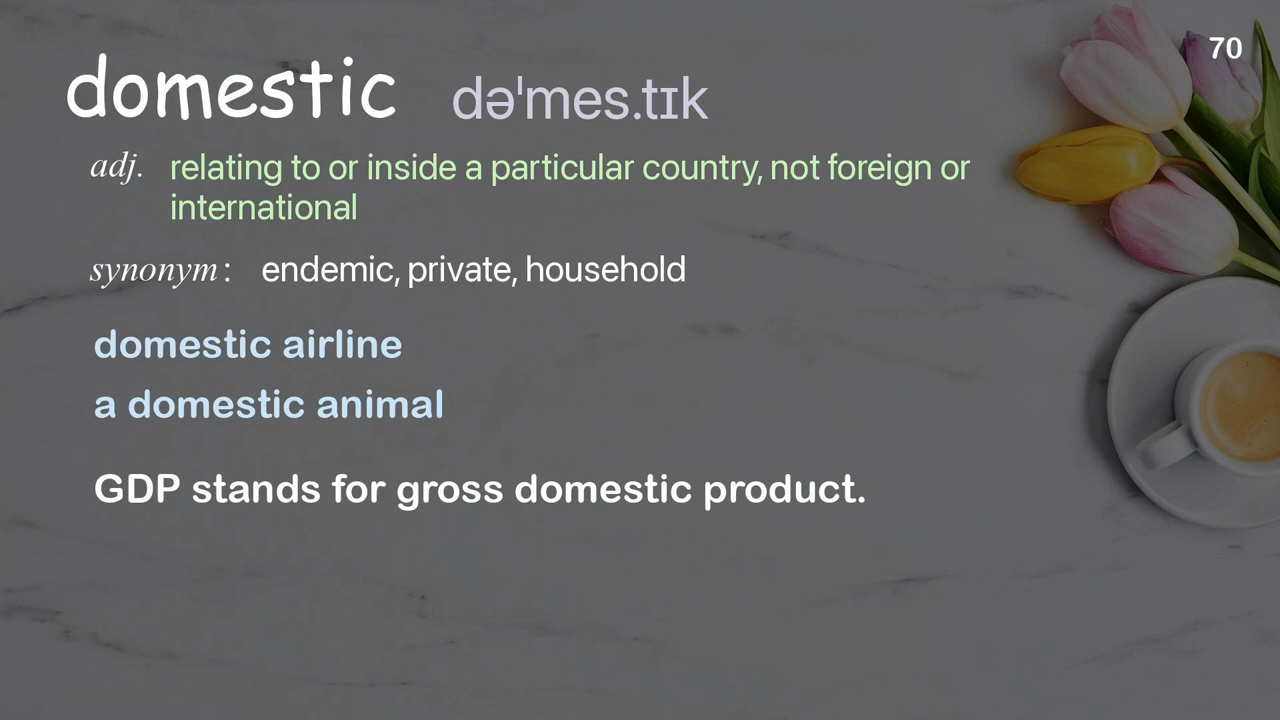 70
domestic dəˈmes.tɪk
adj. relating to or inside a particular country, not foreign or
international
synonym : endemic, private, household
domestic airline
a domestic animal
GDP stands for gross domestic product.